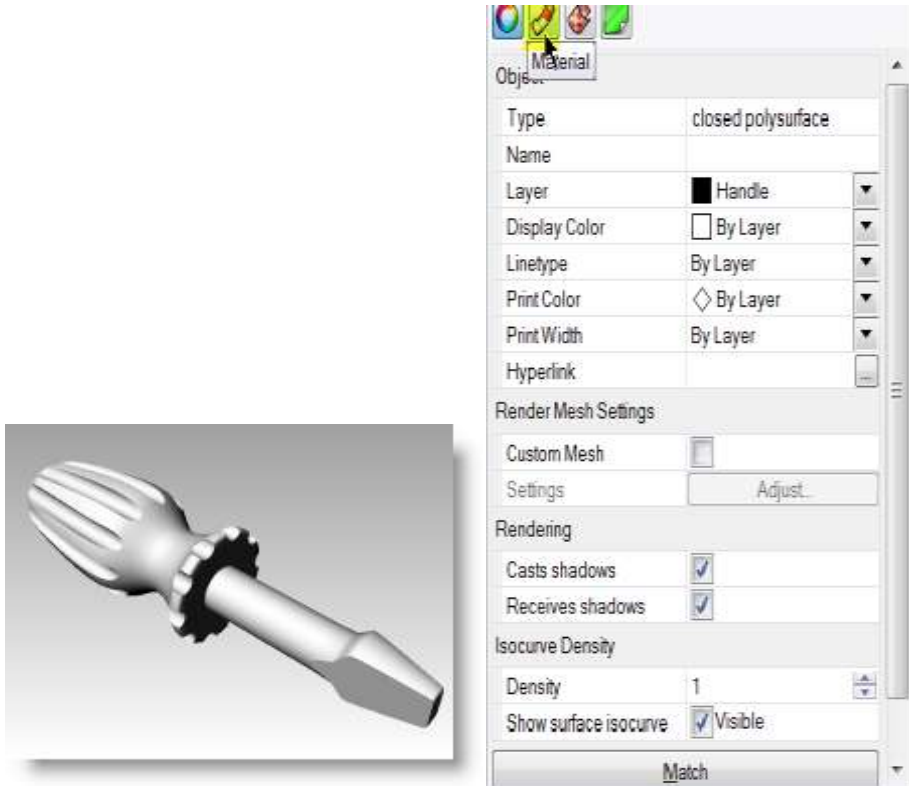 Material
Object
Type closed polysurface
Name
Layer Handle
Display Color By Layer
Linetype By Layer
Print Color By Layer
Print Width By Layer
Hyperlink ...
Render Mesh Settings
Custom Mesh
Settings Adjust...
Rendering
Casts shadows
Receives shadows
Isocurve Density
Density 1
Show surface isocurve Visible
Match